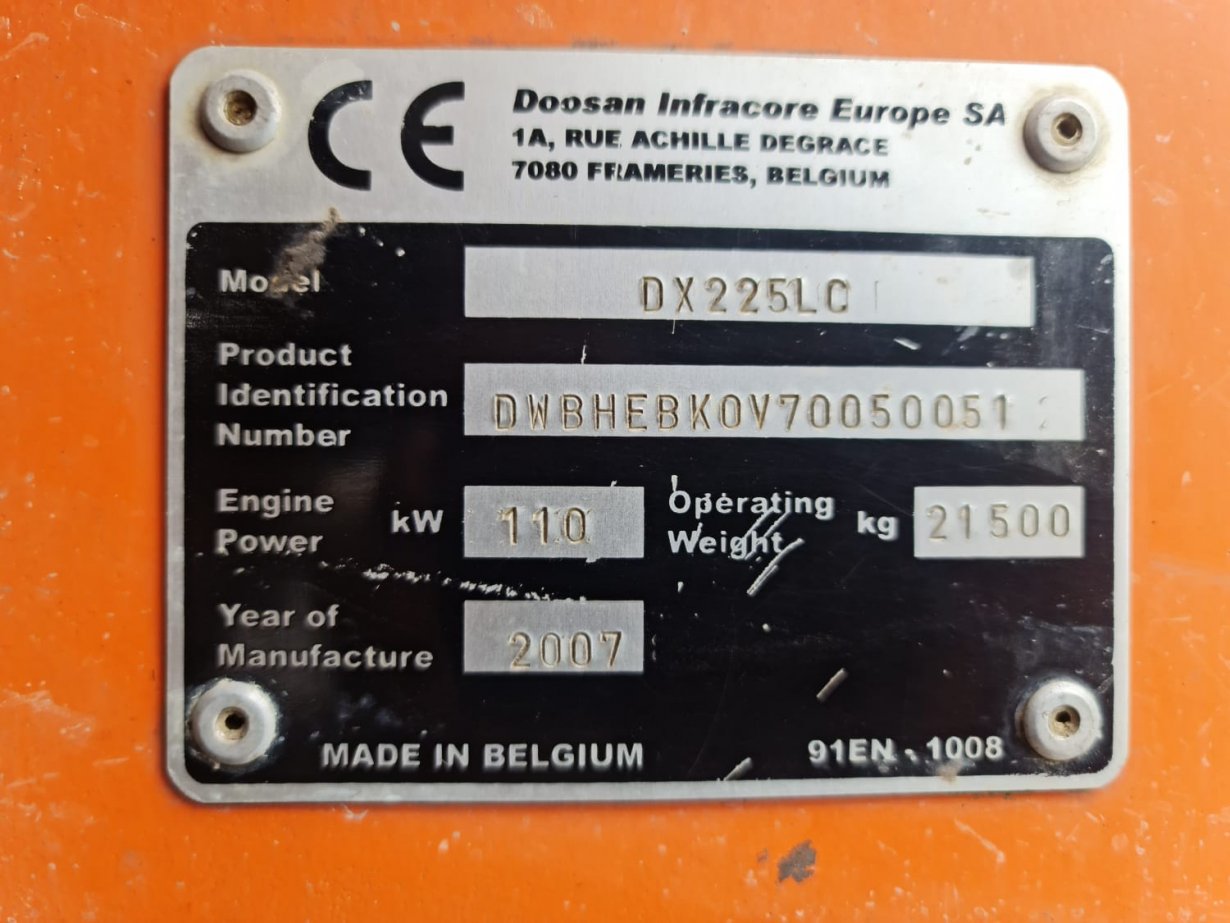 CE
Doosan Infracore Europe SA
1A, RUE ACHILLE DEGRACE
7080 FRAMERIES, BELGIUM
Model DX225LC
Product
Identification DWBHEBK0V70050051
Number
Engine Power kW 110 Operating Weight kg 21500
Year of
Manufacture 2007
MADE IN BELGIUM 91EN - 1008